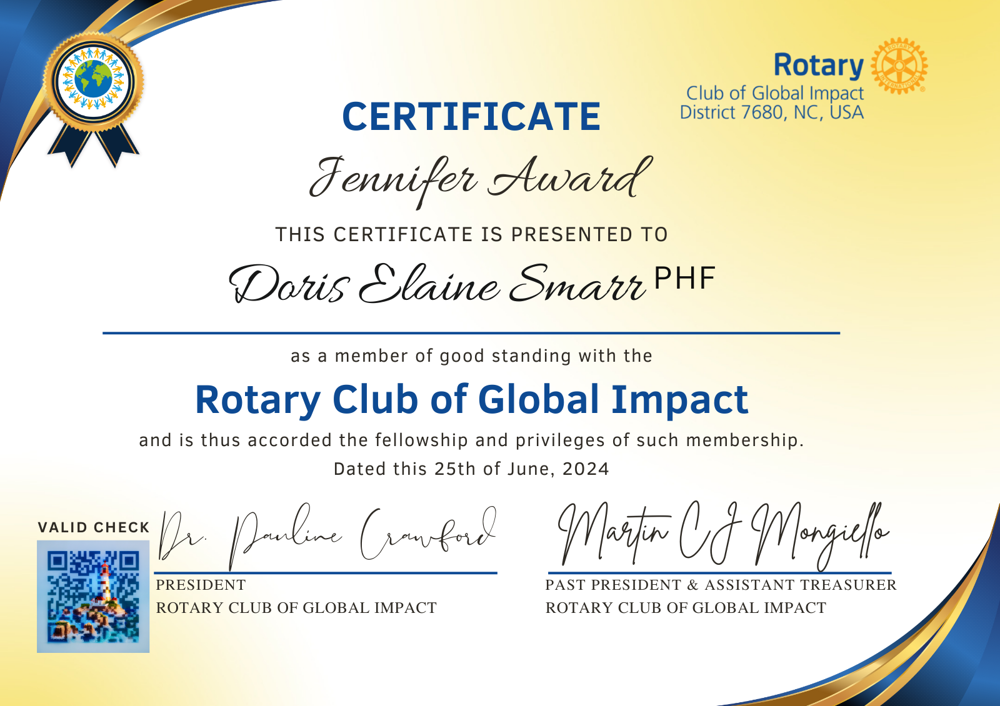 Rotary
Club of Global Impact
District 7680, NC, USA
ROTARY
INTERNATIONAL
®
CERTIFICATE
Jennifer Award
THIS CERTIFICATE IS PRESENTED TO
Doris Elaine Smarr PHF
as a member of good standing with the
Rotary Club of Global Impact
and is thus accorded the fellowship and privileges of such membership.
Dated this 25th of June, 2024
VALID CHECK
Dr. Pauline Crawford
PRESIDENT
ROTARY CLUB OF GLOBAL IMPACT
Martin CJ Mongiello
PAST PRESIDENT & ASSISTANT TREASURER
ROTARY CLUB OF GLOBAL IMPACT